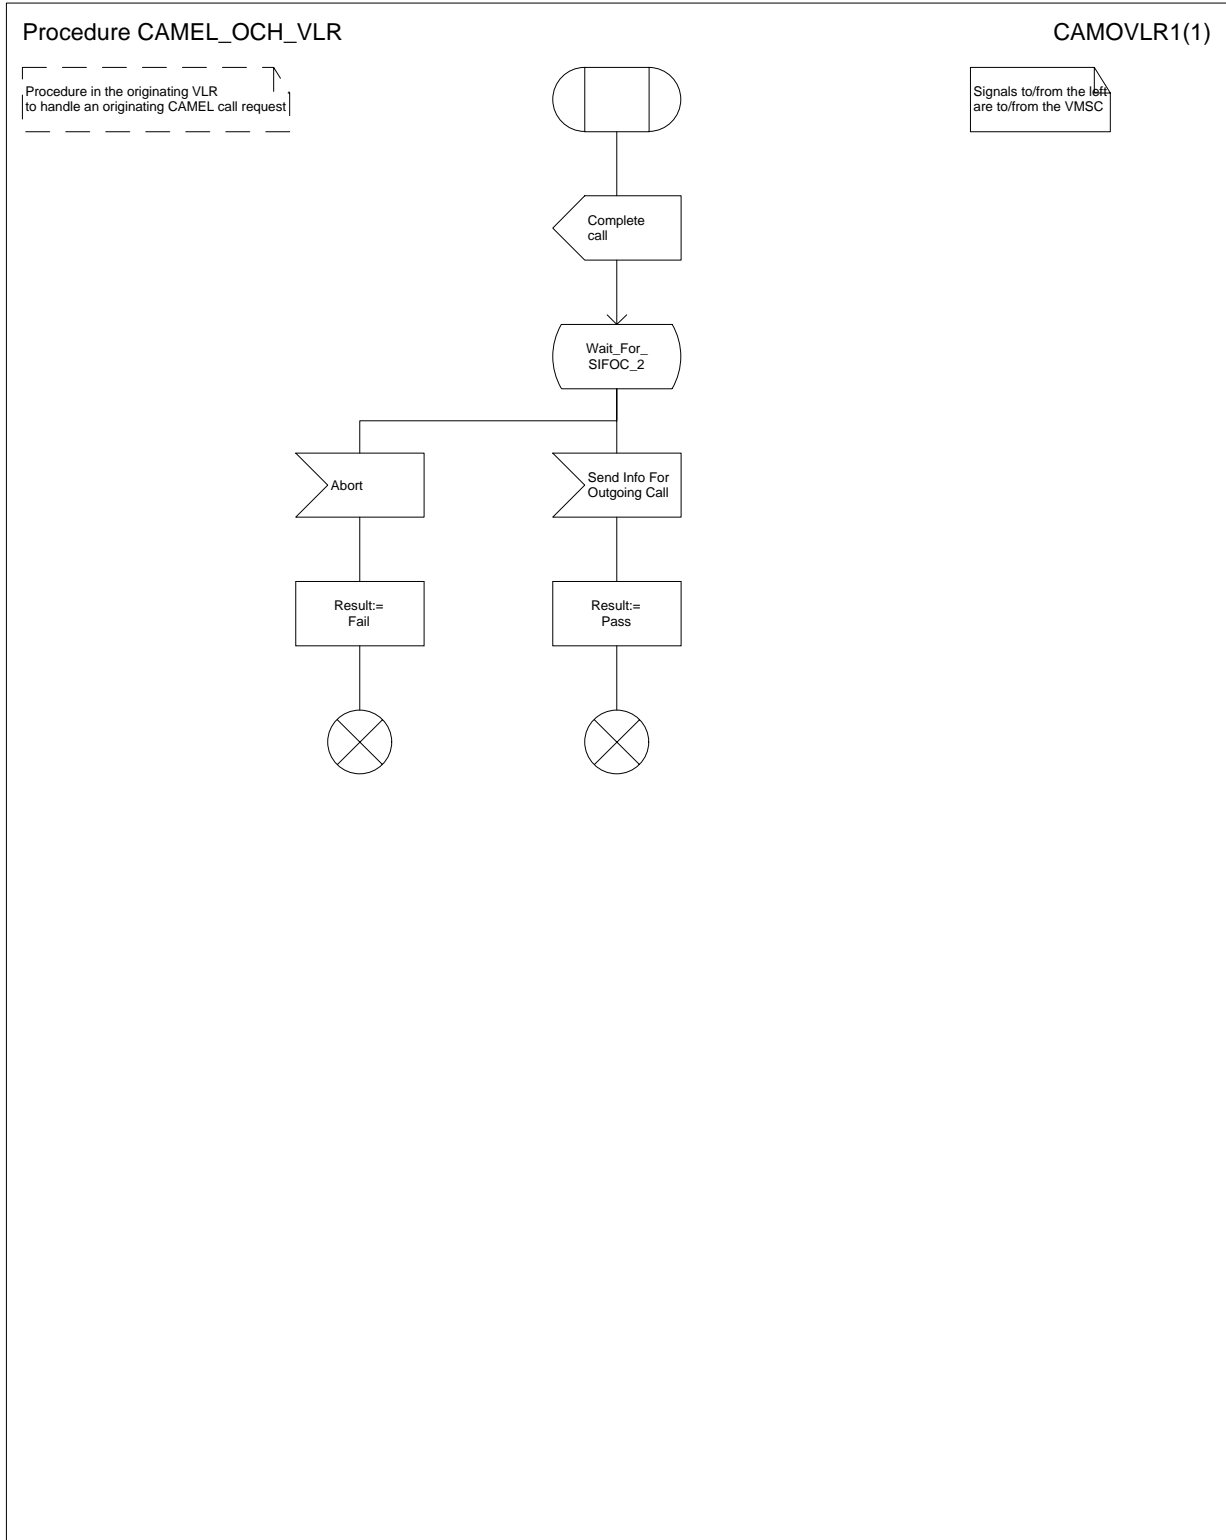 Procedure CAMEL_OCH_VLR
CAMOVLR1(1)
Procedure in the originating VLR
to handle an originating CAMEL call request
Signals to/from the left
are to/from the VMSC
Complete
call
Wait_For_
SIFOC_2
Abort
Send Info For
Outgoing Call
Result:=
Fail
Result:=
Pass